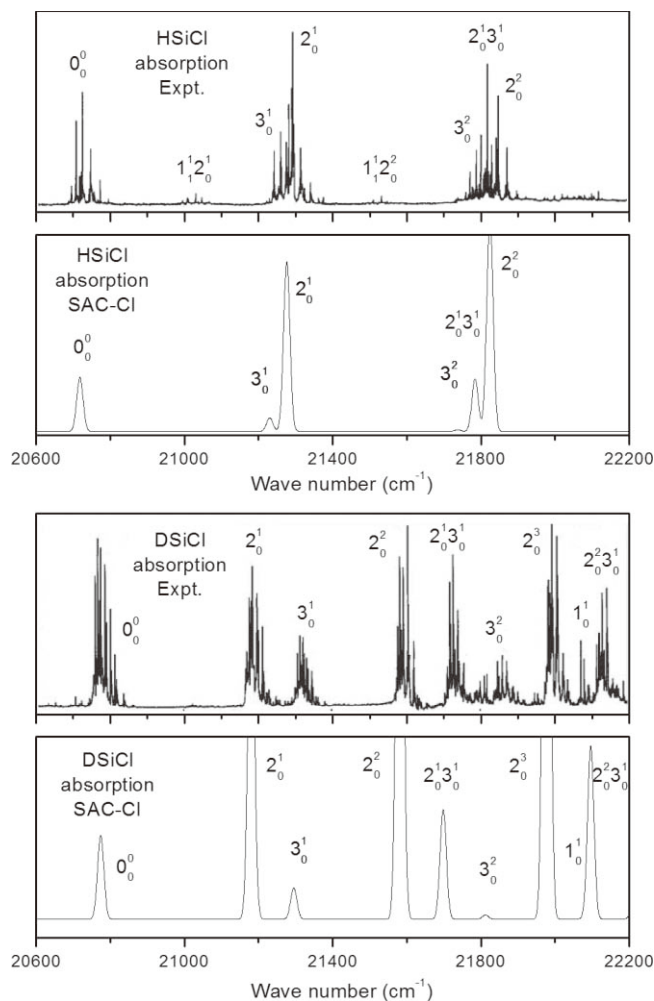 HSiCl
absorption
Expt.
0⁰₀
1¹₁2¹₀
3¹₀
2¹₀
1¹₁2²₀
3²₀
2¹₀3¹₀
2²₀
HSiCl
absorption
SAC-CI
0⁰₀
3¹₀
2¹₀
3²₀
2¹₀3¹₀
2²₀
20600 21000 21400 21800 22200
Wave number (cm⁻¹)
DSiCl
absorption
Expt.
0⁰₀
2¹₀
3¹₀
2²₀
2¹₀3¹₀
3²₀
2³₀
1¹₀
2²₀3¹₀
DSiCl
absorption
SAC-CI
0⁰₀
2¹₀
3¹₀
2²₀
2¹₀3¹₀
3²₀
2³₀
1¹₀
2²₀3¹₀
20600 21000 21400 21800 22200
Wave number (cm⁻¹)